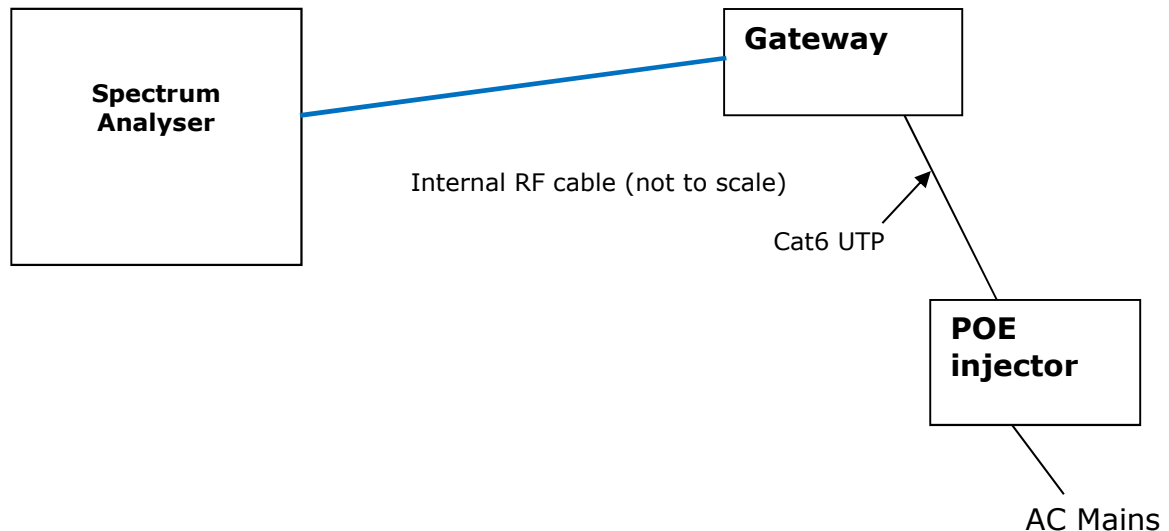 Gateway
Spectrum
Analyser
Internal RF cable (not to scale)
Cat6 UTP
POE
injector
AC Mains